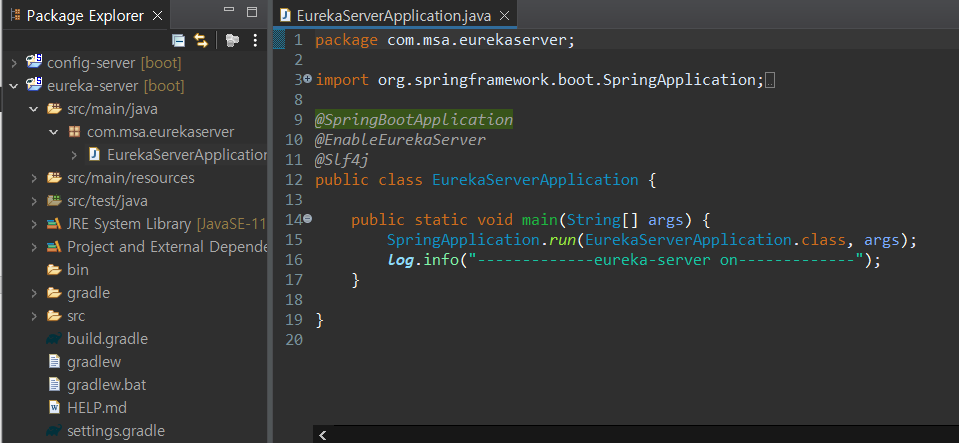 Package Explorer
config-server [boot]
eureka-server [boot]
src/main/java
com.msa.eurekaserver
EurekaServerApplication
src/main/resources
src/test/java
JRE System Library [JavaSE-11
Project and External Depende
bin
gradle
src
build.gradle
gradlew
gradlew.bat
HELP.md
settings.gradle
EurekaServerApplication.java
1 package com.msa.eurekaserver;
2
3 import org.springframework.boot.SpringApplication;
8
9 @SpringBootApplication
10 @EnableEurekaServer
11 @Slf4j
12 public class EurekaServerApplication {
13
14 public static void main(String[] args) {
15 SpringApplication.run(EurekaServerApplication.class, args);
16 log.info("-------------eureka-server on-------------");
17 }
18
19 }
20